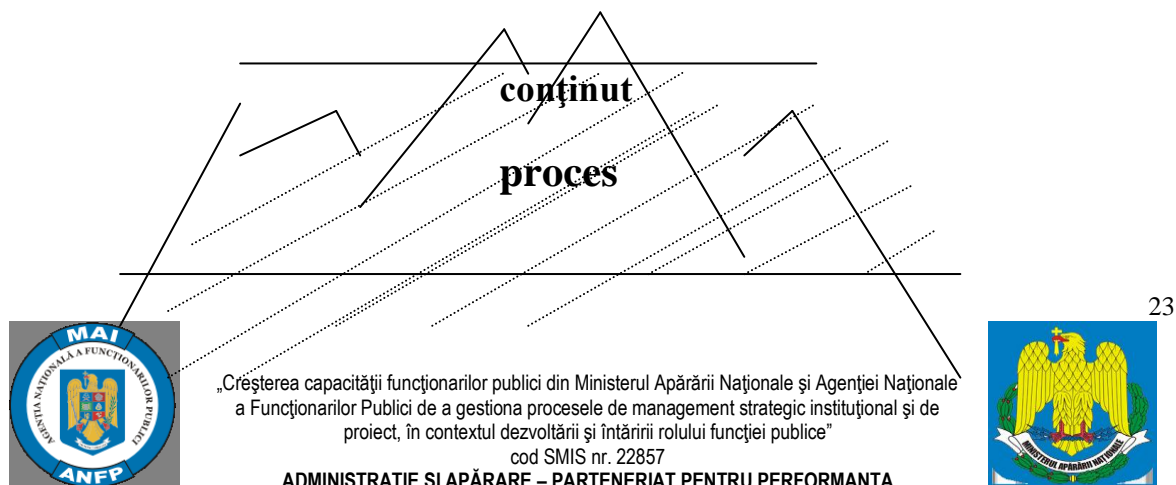 conţinut
proces
23
MAI
AGENŢIA NAŢIONALĂ A FUNCŢIONARILOR PUBLICI
ANFP
„Creşterea capacităţii funcţionarilor publici din Ministerul Apărării Naţionale şi Agenţiei Naţionale
a Funcţionarilor Publici de a gestiona procesele de management strategic instituţional şi de
proiect, în contextul dezvoltării şi întăririi rolului funcţiei publice”
cod SMIS nr. 22857
ADMINISTRAŢIE ŞI APĂRARE – PARTENERIAT PENTRU PERFORMANŢA
MINISTERUL APĂRĂRII NAŢIONALE